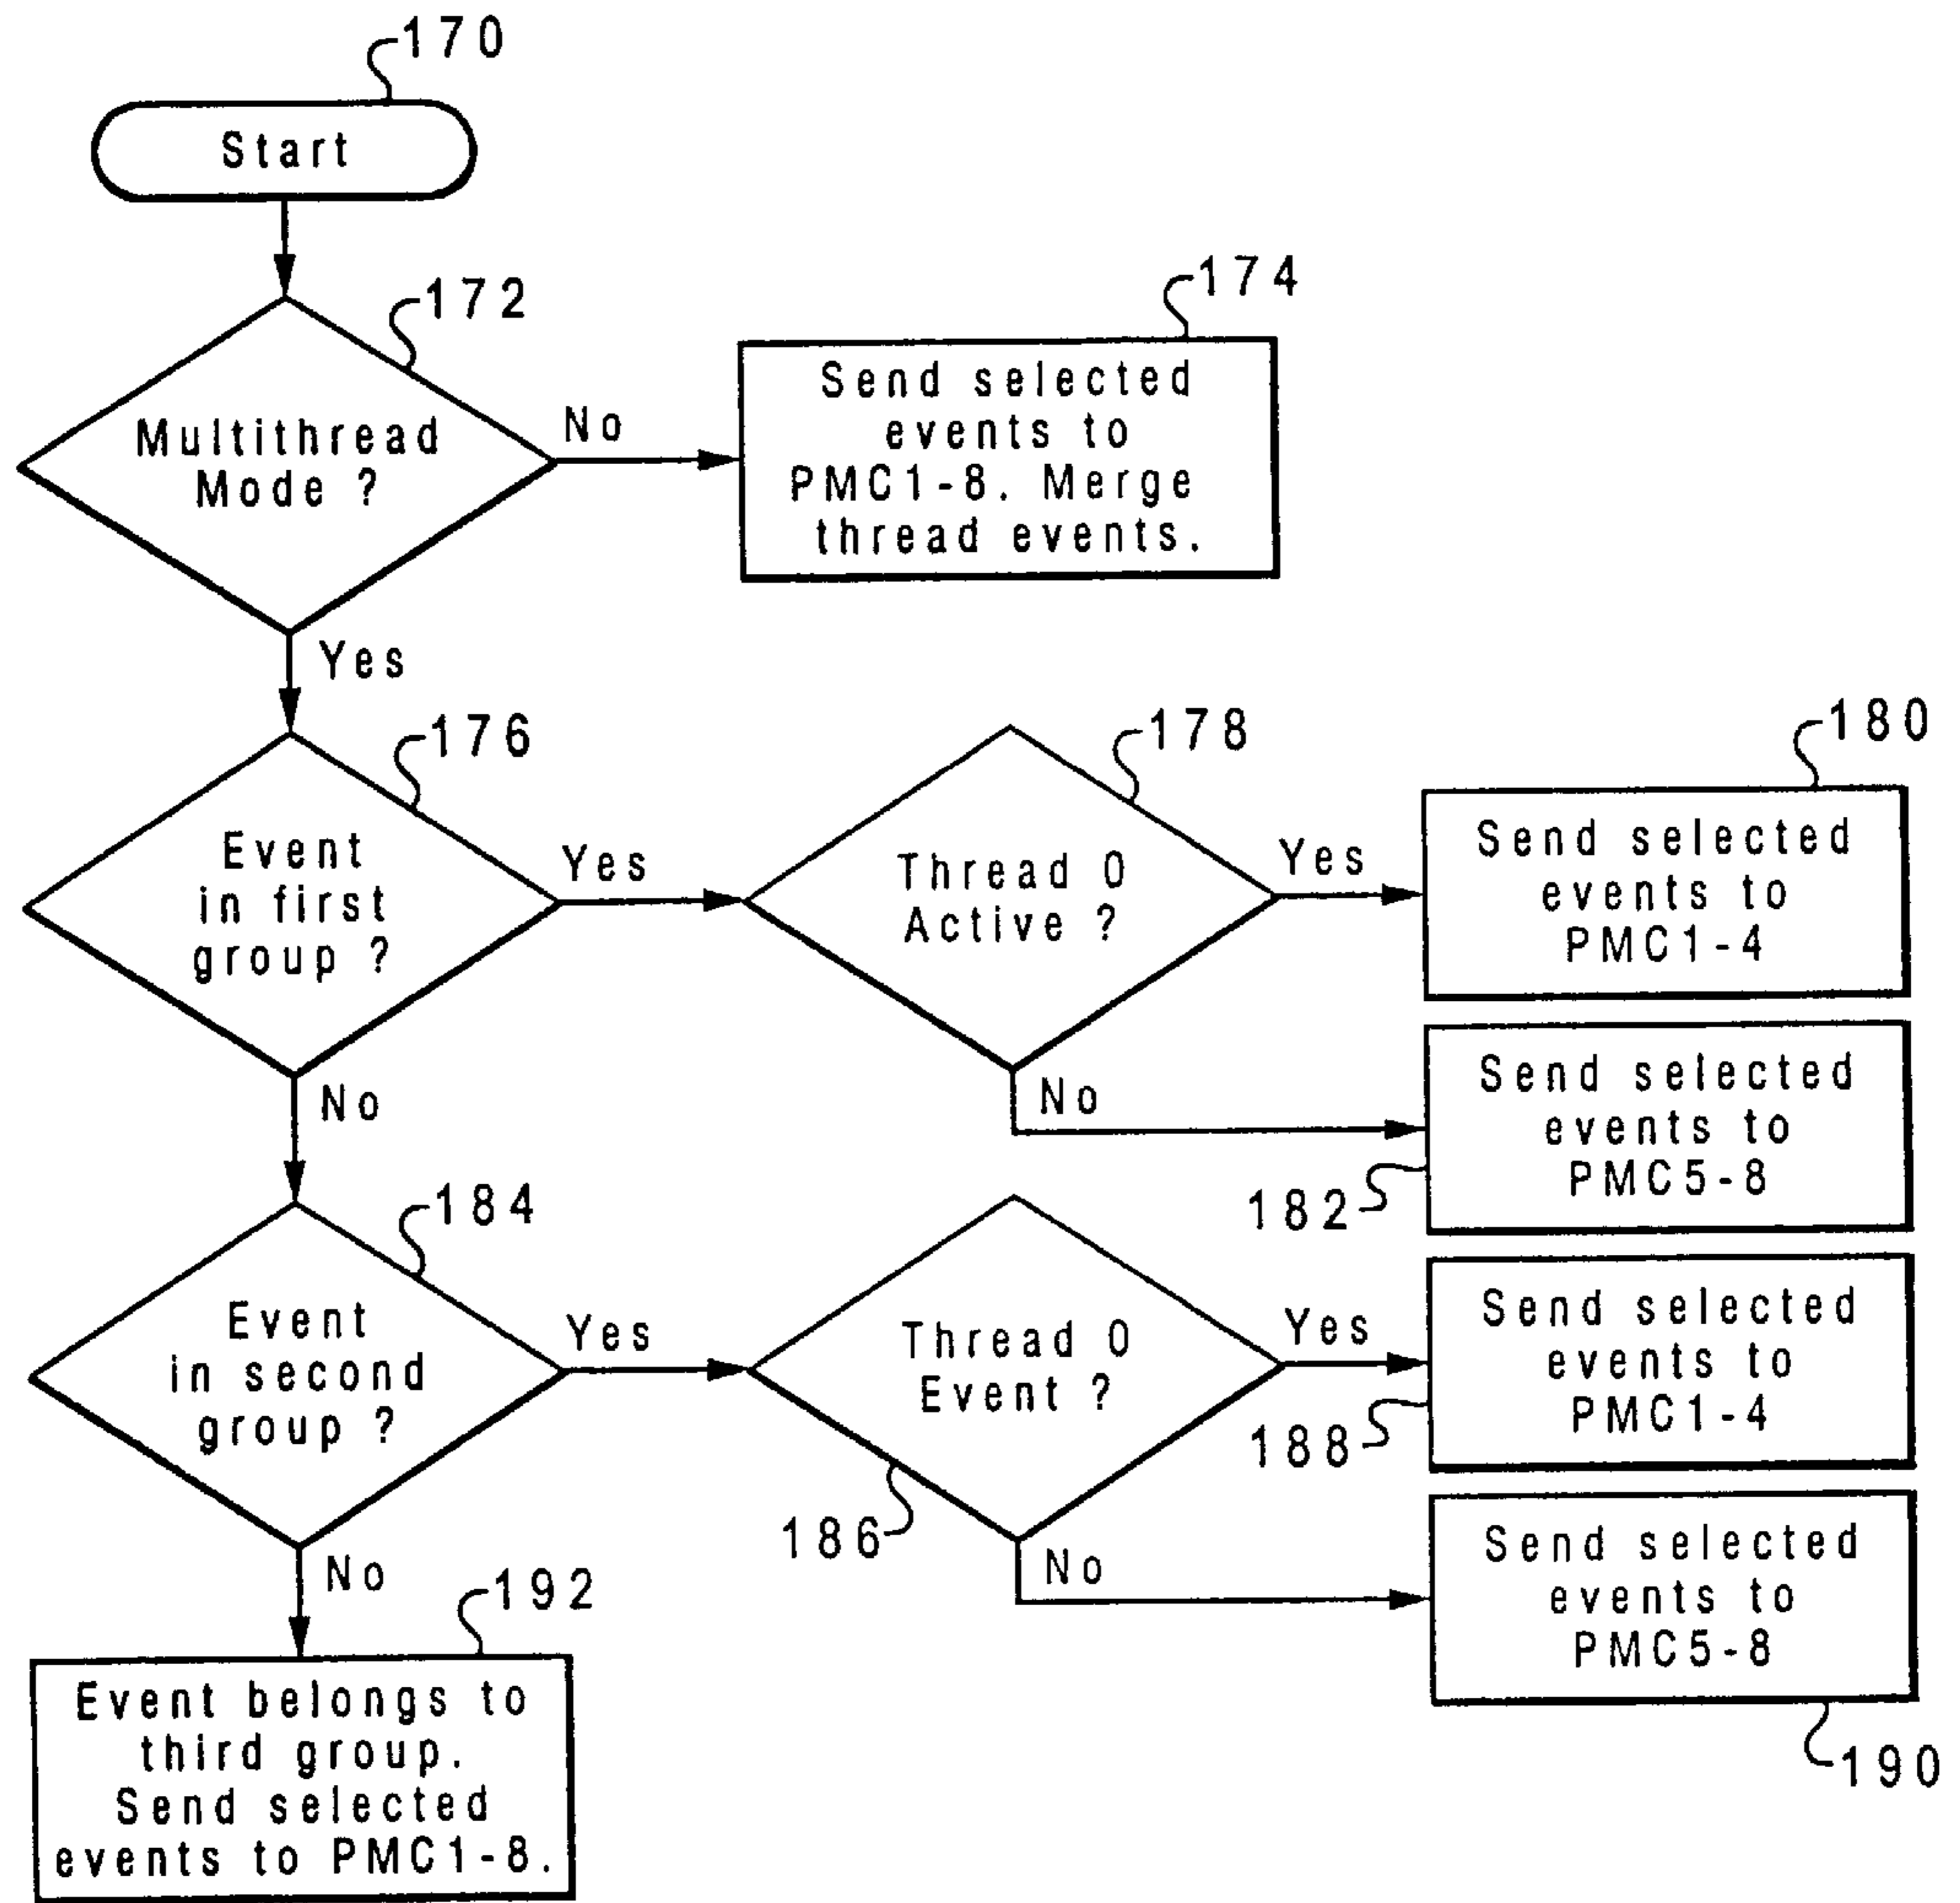 170
Start
172
Multithread
Mode ?
No
174
Send selected
events to
PMC1-8. Merge
thread events.
Yes
176
Event
in first
group ?
Yes
178
Thread 0
Active ?
Yes
180
Send selected
events to
PMC1-4
No
182
Send selected
events to
PMC5-8
No
184
Event
in second
group ?
Yes
186
Thread 0
Event ?
Yes
188
Send selected
events to
PMC1-4
No
190
Send selected
events to
PMC5-8
No
192
Event belongs to
third group.
Send selected
events to PMC1-8.